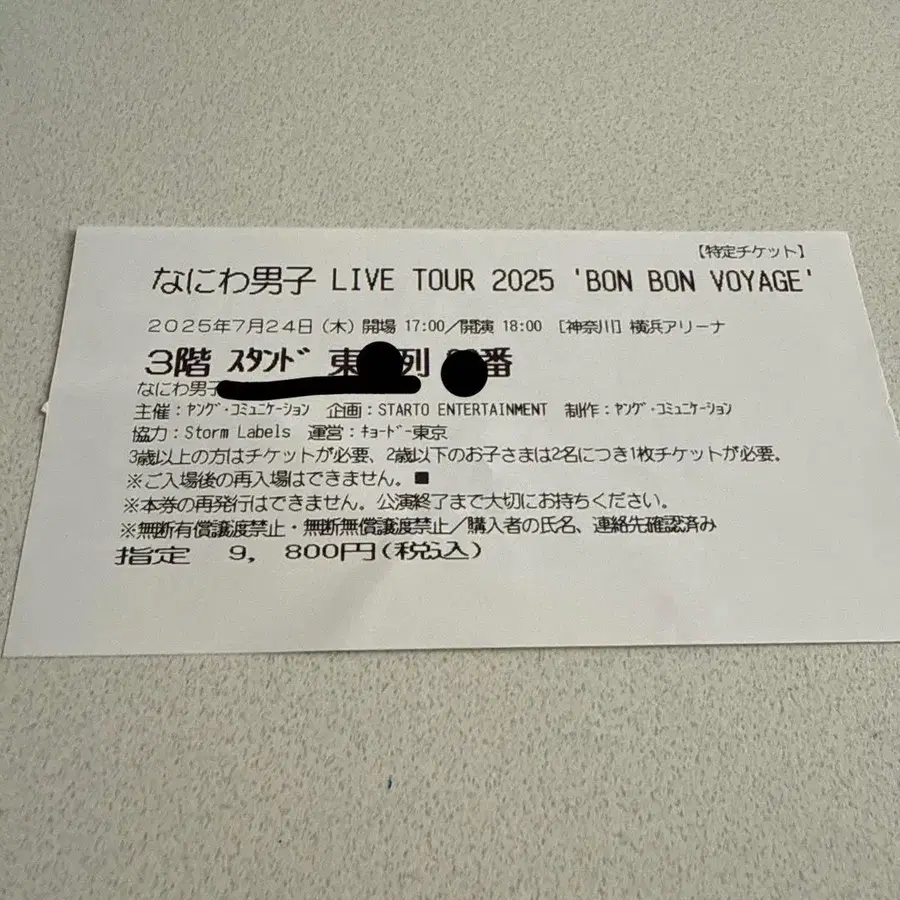 【特定チケット】
なにわ男子 LIVE TOUR 2025 'BON BON VOYAGE'
2025年7月24日（木）開場 17:00／開演 18:00 ［神奈川］横浜アリーナ
3階 ｽﾀﾝﾄﾞ 東 列 番
なにわ男子
主催：ﾔﾝｸﾞ･ｺﾐｭﾆｹｰｼｮﾝ 企画：STARTO ENTERTAINMENT 制作：ﾔﾝｸﾞ･ｺﾐｭﾆｹｰｼｮﾝ
協力：Storm Labels 運営：ｷｮｰﾄﾞｰ東京
3歳以上の方はチケットが必要、2歳以下のお子さまは2名につき1枚チケットが必要。
※ご入場後の再入場はできません。■
※本券の再発行はできません。公演終了まで大切にお持ちください。
※無断有償譲渡禁止・無断無償譲渡禁止／購入者の氏名、連絡先確認済み
指定 9，800円(税込)